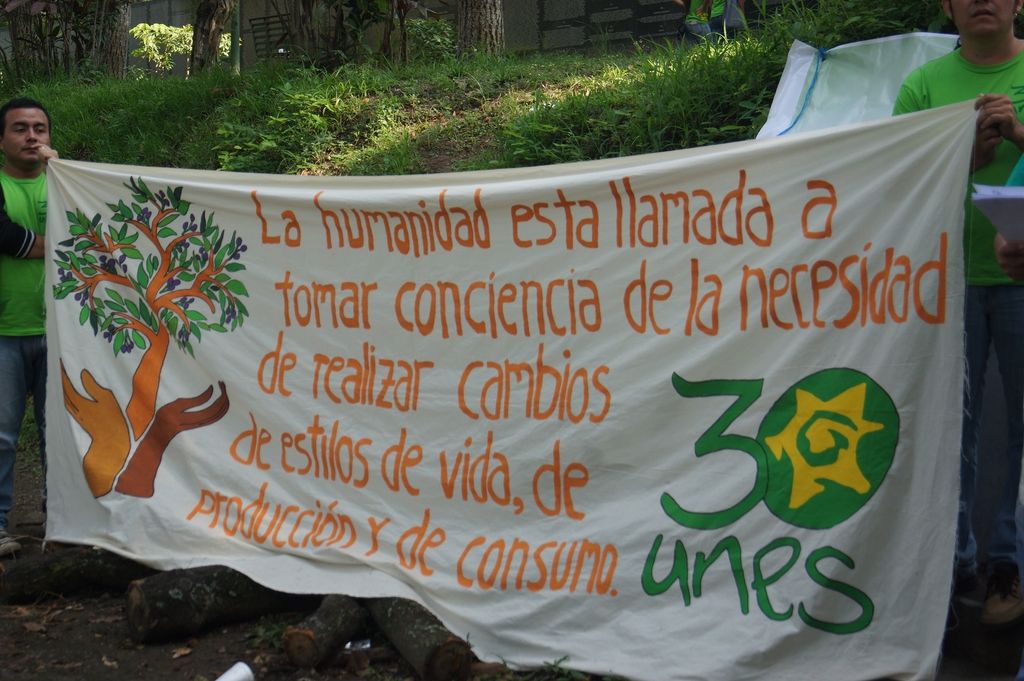 La humanidad esta llamada a
tomar conciencia de la necesidad
de realizar cambios
de estilos de vida, de
producción y de consumo.
30
unes